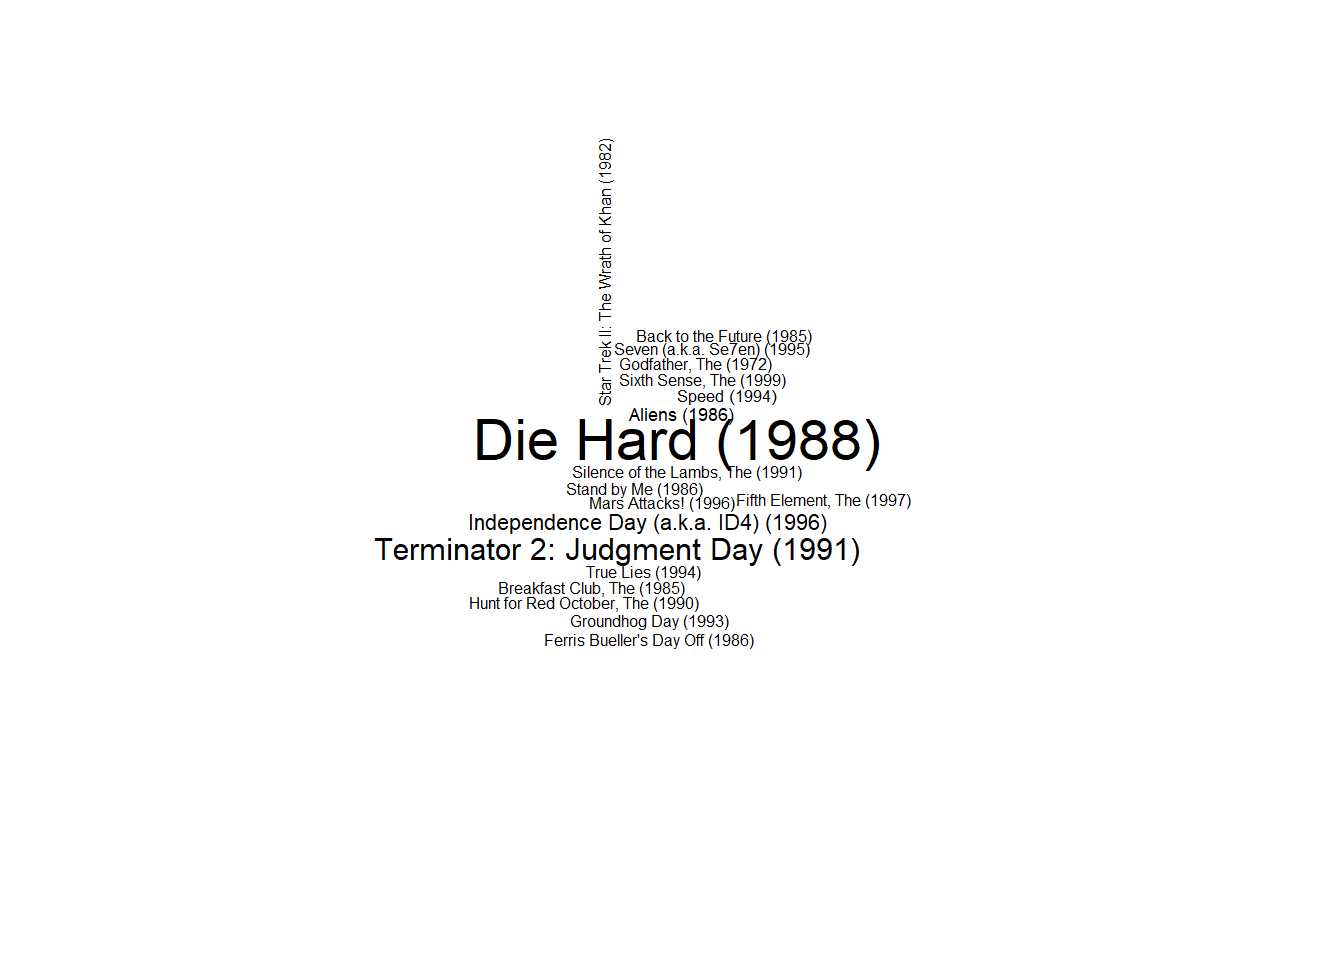 Star Trek II: The Wrath of Khan (1982)
Back to the Future (1985)
Seven (a.k.a. Se7en) (1995)
Godfather, The (1972)
Sixth Sense, The (1999)
Speed (1994)
Aliens (1986)
Die Hard (1988)
Silence of the Lambs, The (1991)
Stand by Me (1986)
Mars Attacks! (1996)
Fifth Element, The (1997)
Independence Day (a.k.a. ID4) (1996)
Terminator 2: Judgment Day (1991)
True Lies (1994)
Breakfast Club, The (1985)
Hunt for Red October, The (1990)
Groundhog Day (1993)
Ferris Bueller's Day Off (1986)